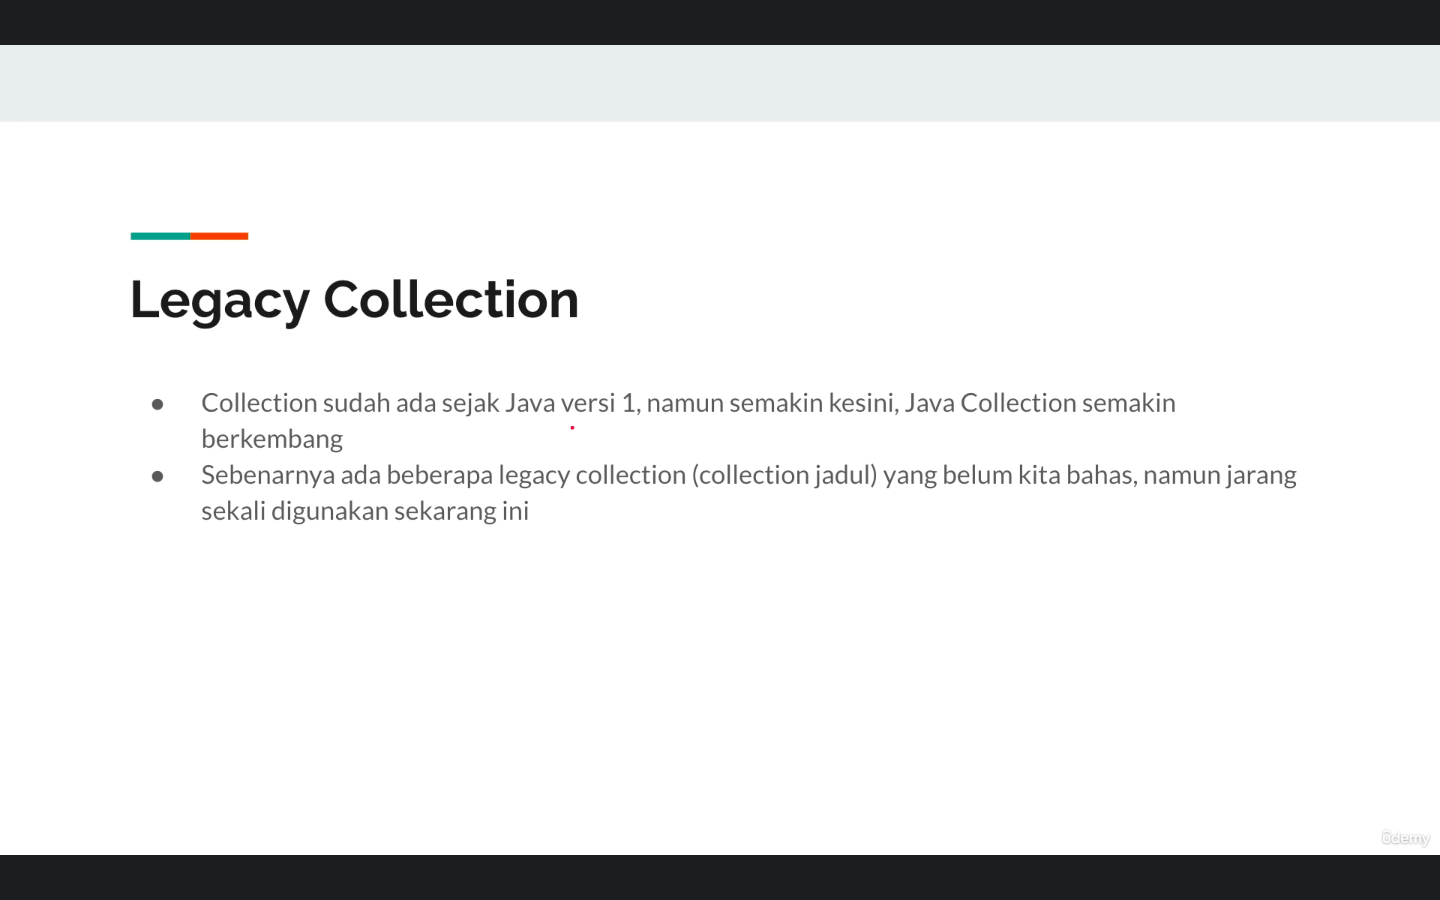 Legacy Collection
● Collection sudah ada sejak Java versi 1, namun semakin kesini, Java Collection semakin
berkembang
● Sebenarnya ada beberapa legacy collection (collection jadul) yang belum kita bahas, namun jarang
sekali digunakan sekarang ini
ûdemy